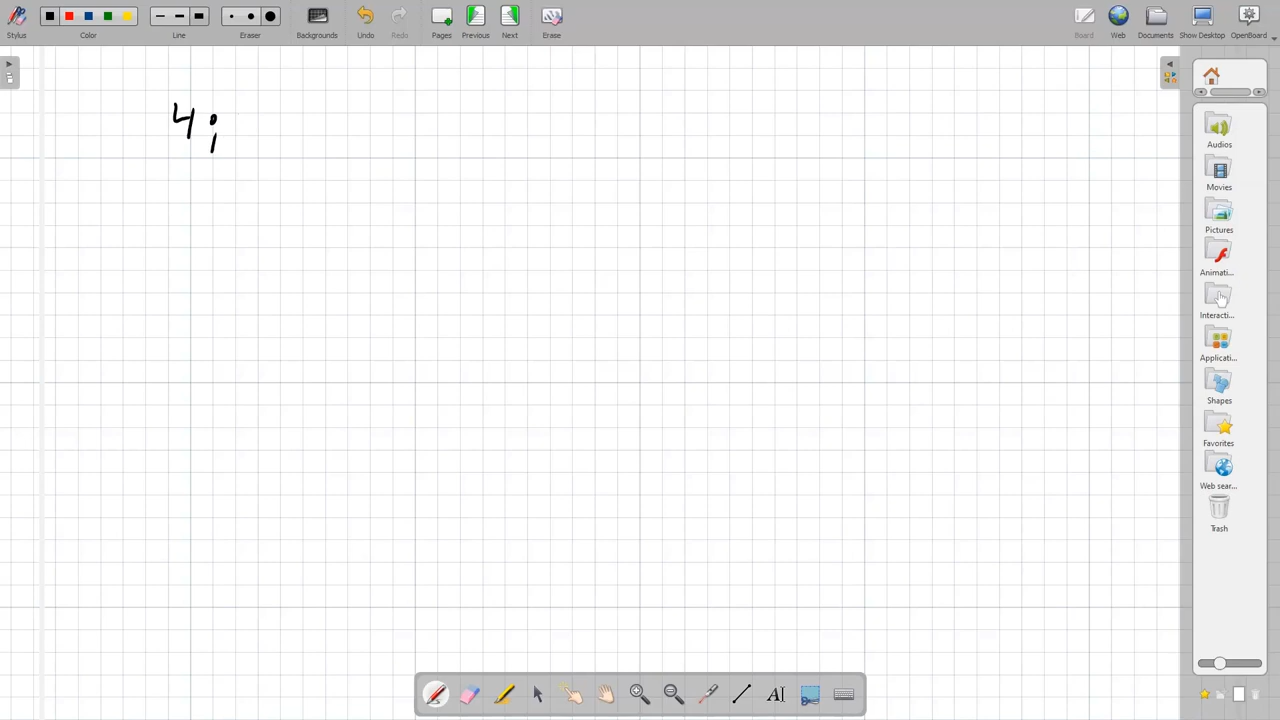 Stylus
Color
Line
Eraser
Backgrounds
Undo
Redo
Pages
Previous
Next
Erase
Board
Web
Documents
Show Desktop
OpenBoard
4;
Audios
Movies
Pictures
Animati...
Interacti...
Applicati...
Shapes
Favorites
Web sear...
Trash
AI